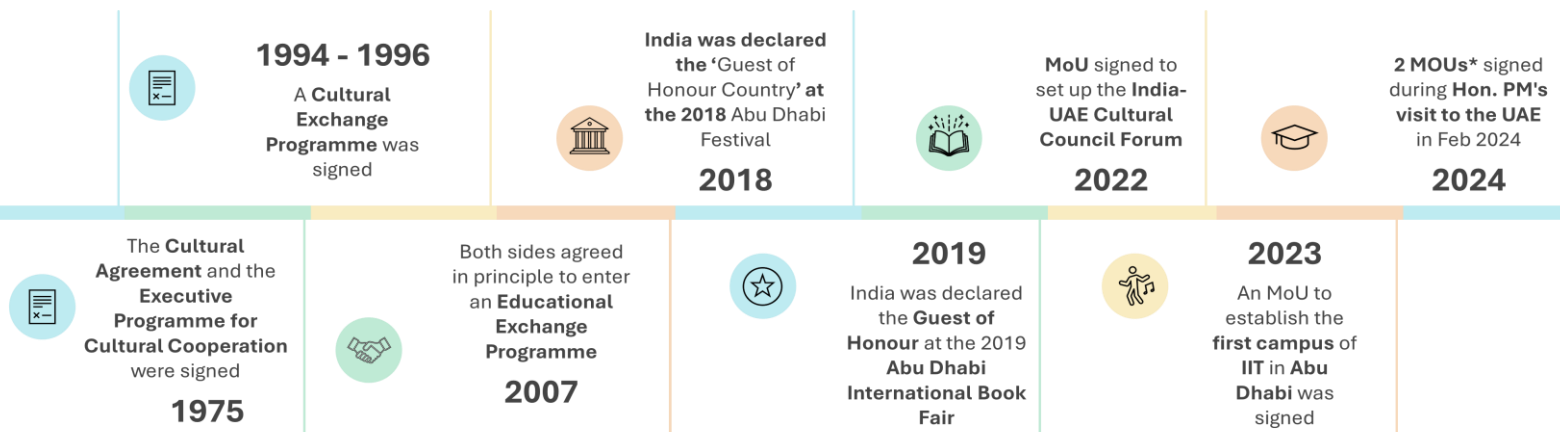 1994 - 1996
A Cultural
Exchange
Programme was
signed
India was declared
the ‘Guest of
Honour Country’ at
the 2018 Abu Dhabi
Festival
2018
MoU signed to
set up the India-
UAE Cultural
Council Forum
2022
2 MOUs* signed
during Hon. PM's
visit to the UAE
in Feb 2024
2024
The Cultural
Agreement and the
Executive
Programme for
Cultural Cooperation
were signed
1975
Both sides agreed
in principle to enter
an Educational
Exchange
Programme
2007
2019
India was declared
the Guest of
Honour at the 2019
Abu Dhabi
International Book
Fair
2023
An MoU to
establish the
first campus of
IIT in Abu
Dhabi was
signed